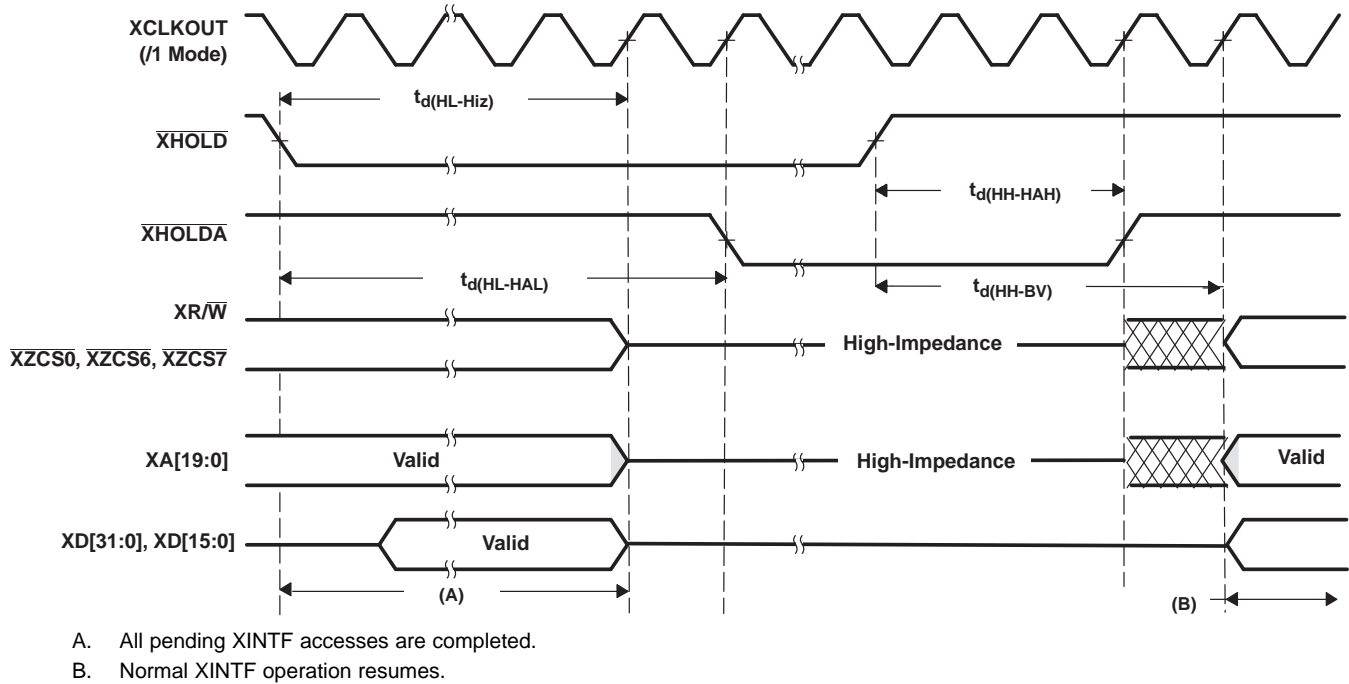 XCLKOUT
(/1 Mode)
td(HL-Hiz)
XHOLD
td(HH-HAH)
XHOLDA
td(HL-HAL)
td(HH-BV)
XR/W
XZCS0, XZCS6, XZCS7
High-Impedance
XA[19:0]
Valid
High-Impedance
Valid
XD[31:0], XD[15:0]
Valid
(A)
(B)
A. All pending XINTF accesses are completed.
B. Normal XINTF operation resumes.